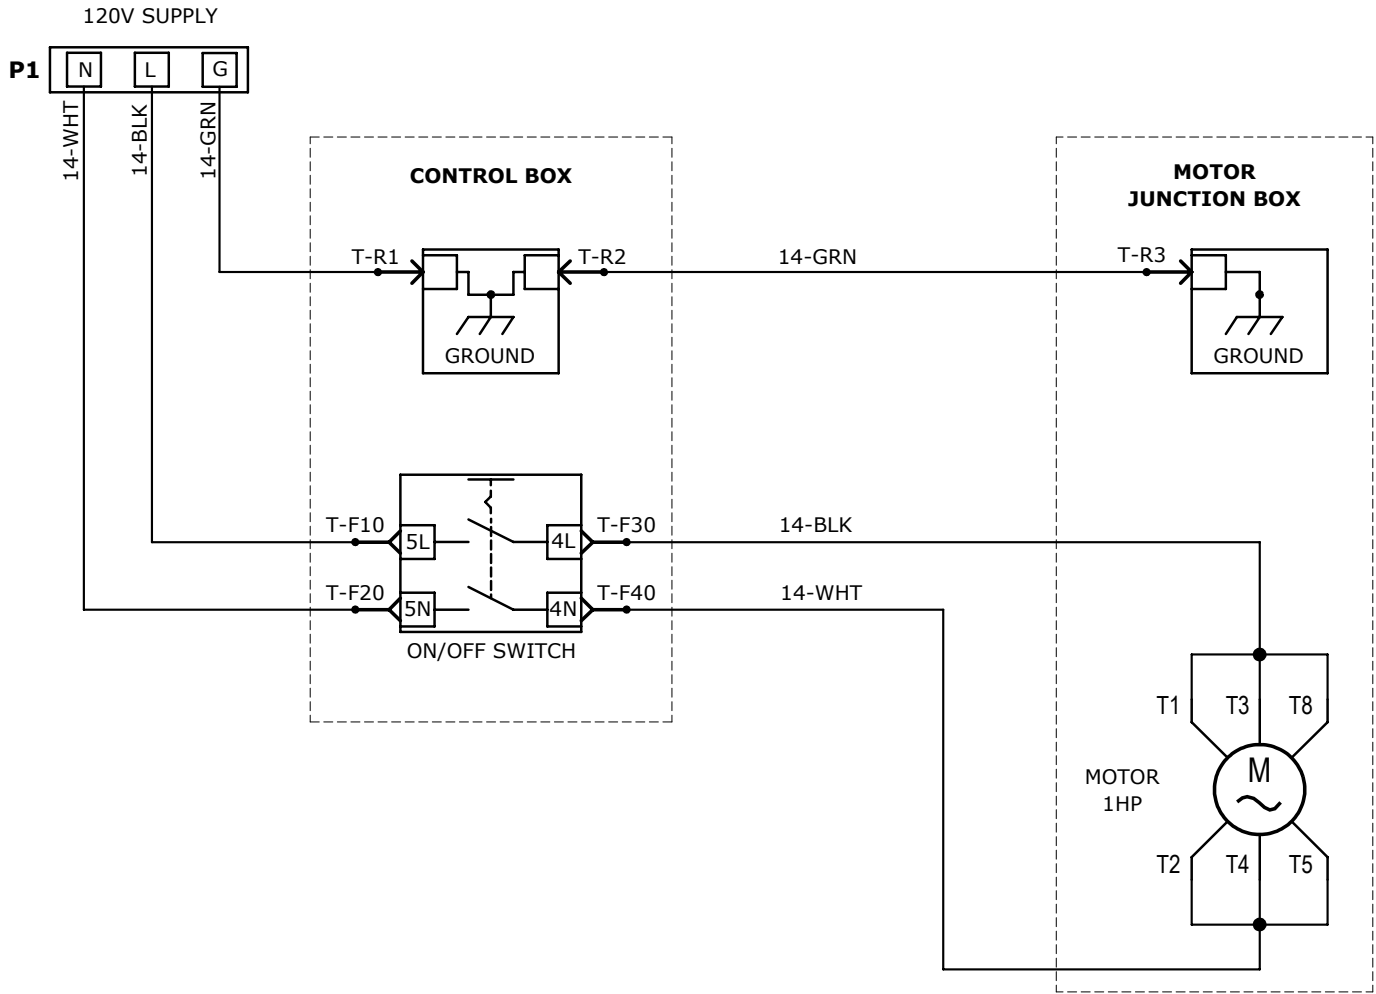 120V SUPPLY
P1
N
L
G
14-WHT
14-BLK
14-GRN
CONTROL BOX
MOTOR
JUNCTION BOX
T-R1
T-R2
14-GRN
T-R3
GROUND
GROUND
T-F10
5L
4L
T-F30
14-BLK
T-F20
5N
4N
T-F40
14-WHT
ON/OFF SWITCH
T1
T3
T8
MOTOR
1HP
M
T2
T4
T5